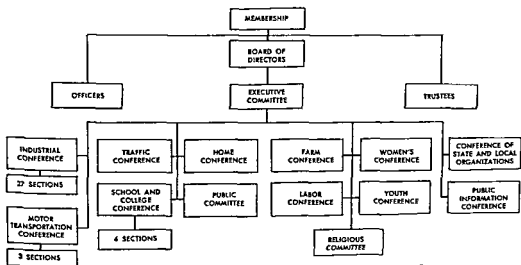 MEMBERSHIP
BOARD OF
DIRECTORS
OFFICERS
EXECUTIVE
COMMITTEE
TRUSTEES
INDUSTRIAL
CONFERENCE
27 SECTIONS
MOTOR
TRANSPORTATION
CONFERENCE
3 SECTIONS
TRAFFIC
CONFERENCE
HOME
CONFERENCE
SCHOOL AND
COLLEGE
CONFERENCE
PUBLIC
COMMITTEE
6 SECTIONS
FARM
CONFERENCE
WOMEN'S
CONFERENCE
LABOR
CONFERENCE
YOUTH
CONFERENCE
RELIGIOUS
COMMITTEE
CONFERENCE OF
STATE AND LOCAL
ORGANIZATIONS
PUBLIC
INFORMATION
CONFERENCE